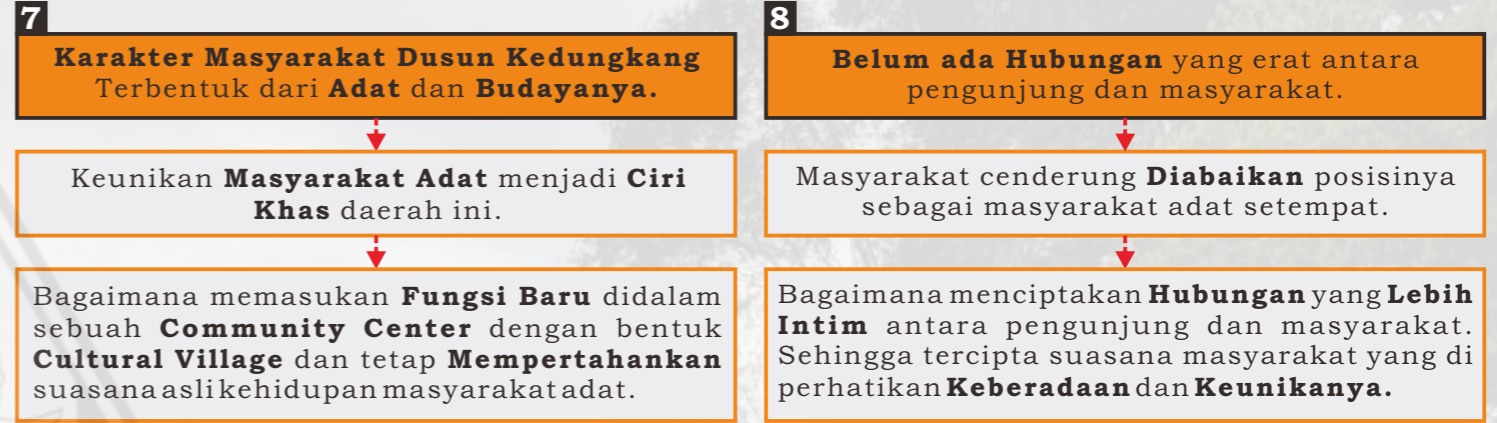 7
Karakter Masyarakat Dusun Kedungkang
Terbentuk dari Adat dan Budayanya.
Keunikan Masyarakat Adat menjadi Ciri
Khas daerah ini.
Bagaimana memasukan Fungsi Baru didalam
sebuah Community Center dengan bentuk
Cultural Village dan tetap Mempertahankan
suasana asli kehidupan masyarakat adat.
8
Belum ada Hubungan yang erat antara
pengunjung dan masyarakat.
Masyarakat cenderung Diabaikan posisinya
sebagai masyarakat adat setempat.
Bagaimana menciptakan Hubungan yang Lebih
Intim antara pengunjung dan masyarakat.
Sehingga tercipta suasana masyarakat yang di
perhatikan Keberadaan dan Keunikanya.